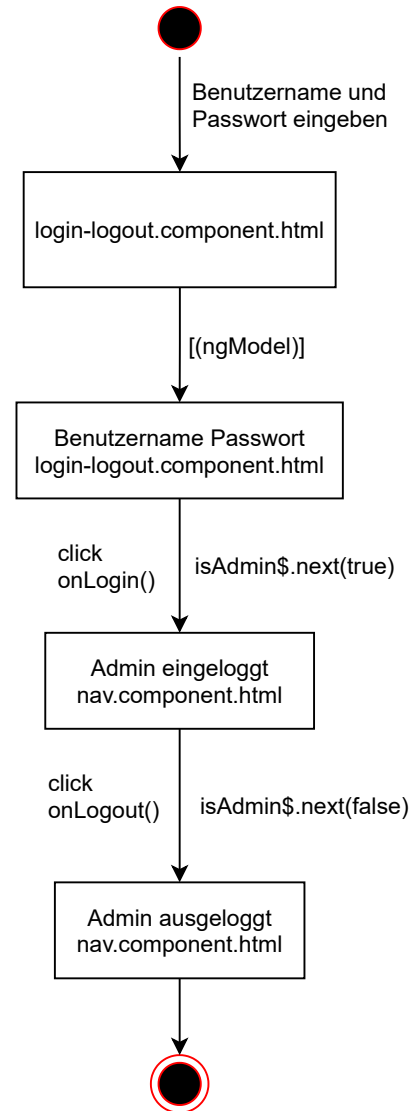 Benutzername und
Passwort eingeben
login-logout.component.html
[(ngModel)]
Benutzername Passwort
login-logout.component.html
click
onLogin()
isAdmin$.next(true)
Admin eingeloggt
nav.component.html
click
onLogout()
isAdmin$.next(false)
Admin ausgeloggt
nav.component.html